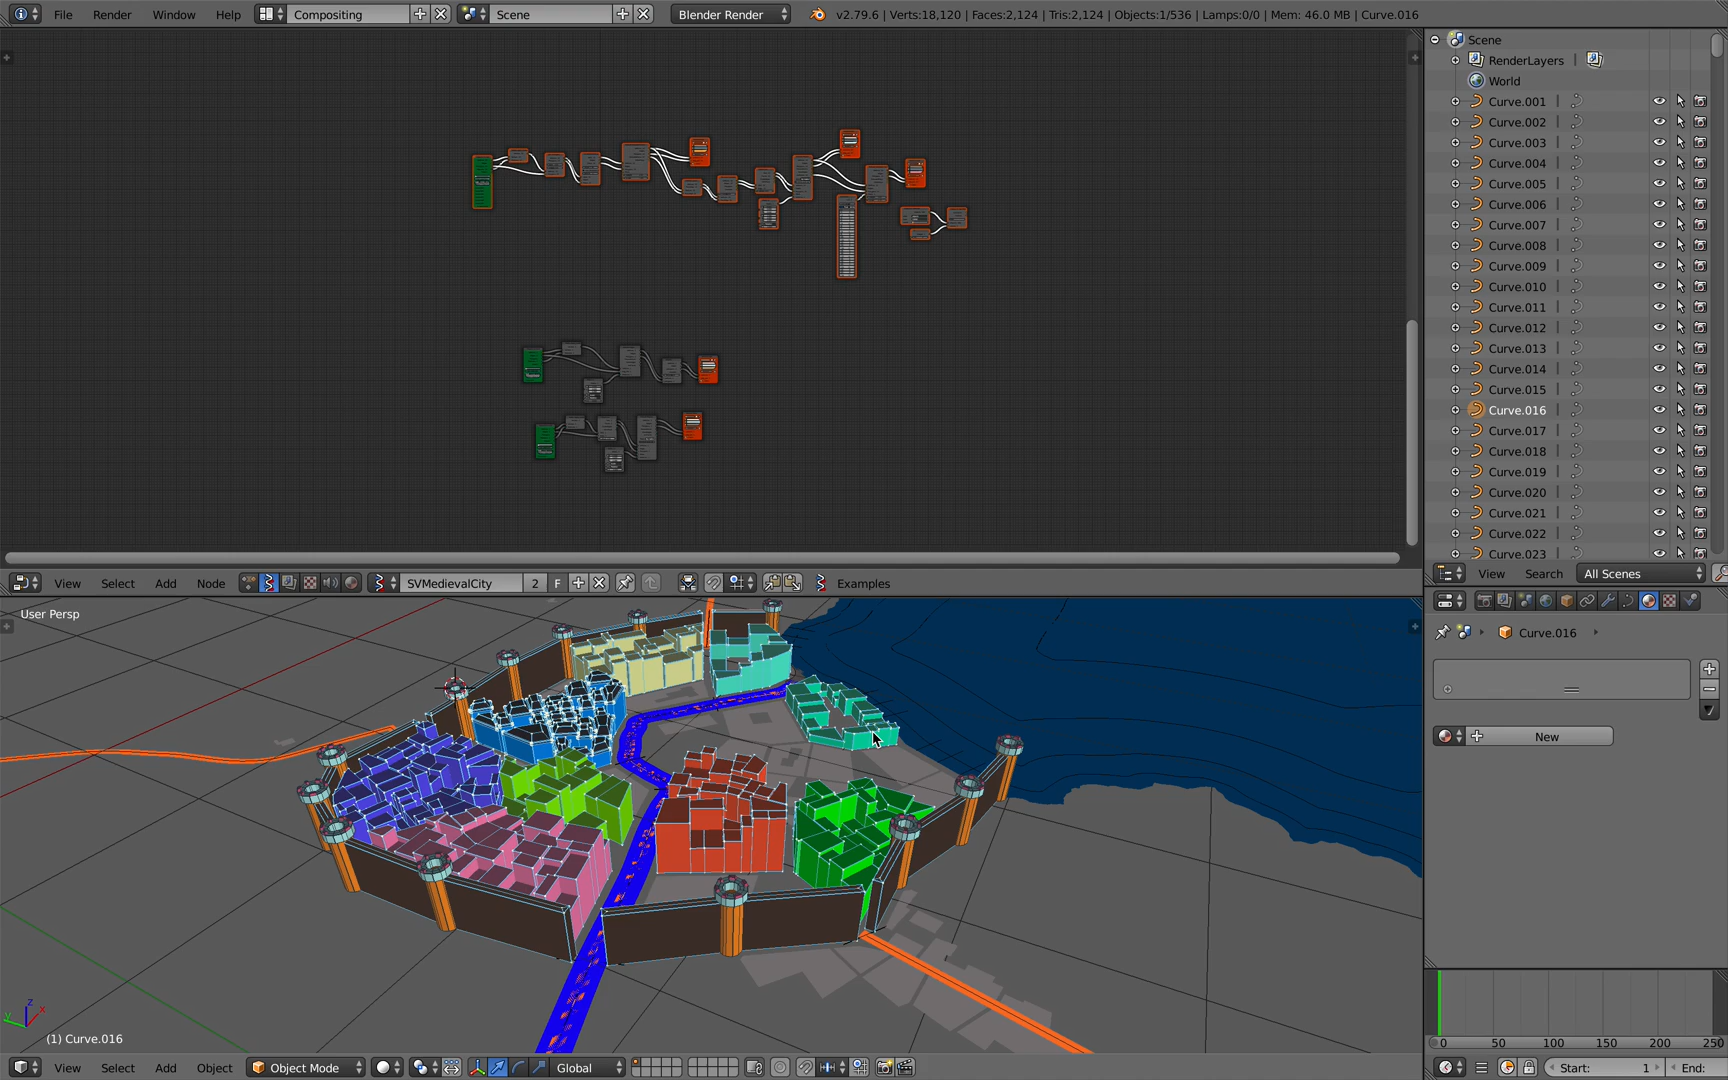 File Render Window Help Compositing Scene Blender Render v2.79.6 | Verts:18,120 | Faces:2,124 | Tris:2,124 | Objects:1/536 | Lamps:0/0 | Mem: 46.0 MB | Curve.016
Scene
RenderLayers
World
Curve.001
Curve.002
Curve.003
Curve.004
Curve.005
Curve.006
Curve.007
Curve.008
Curve.009
Curve.010
Curve.011
Curve.012
Curve.013
Curve.014
Curve.015
Curve.016
Curve.017
Curve.018
Curve.019
Curve.020
Curve.021
Curve.022
Curve.023
View Search All Scenes
View Select Add Node SVMedievalCity 2 F Examples
User Persp
Curve.016
New
(1) Curve.016
z
x
y
0 50 100 150 200 250
View Select Add Object Object Mode Global
Start: 1 End: